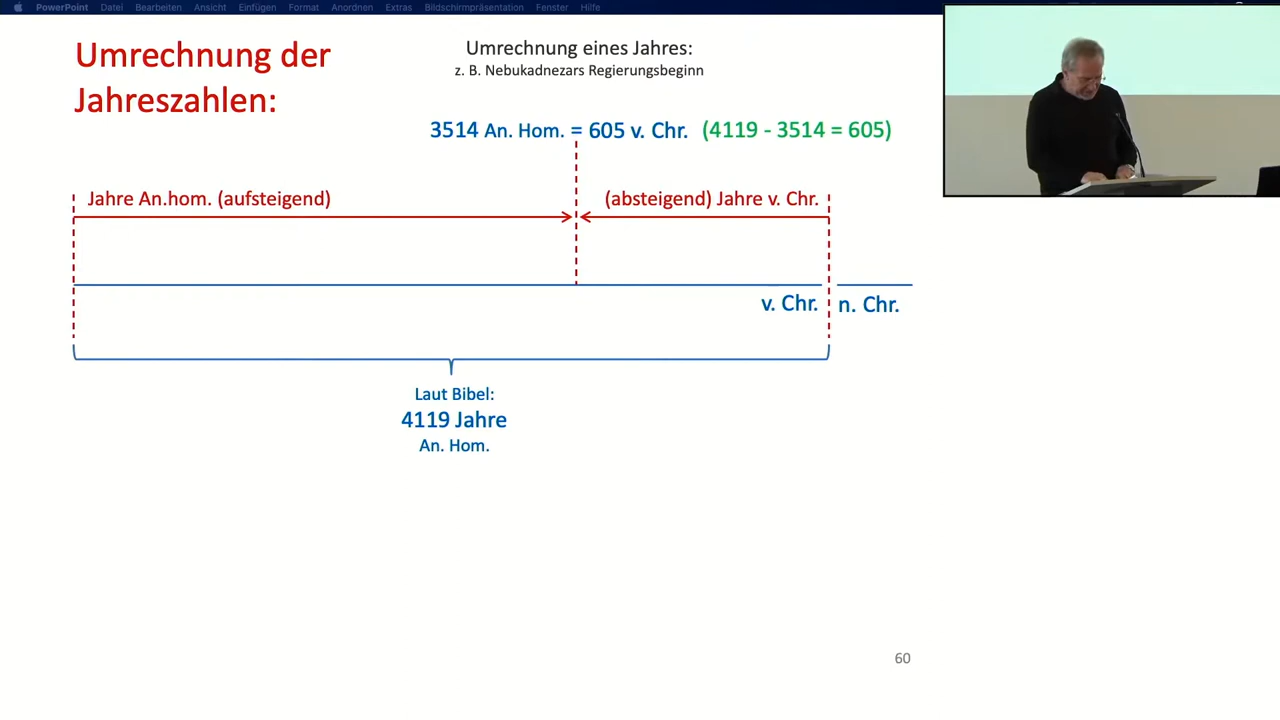 PowerPoint Datei Bearbeiten Ansicht Einfügen Format Anordnen Extras Bildschirmpräsentation Fenster Hilfe
Umrechnung der
Jahreszahlen:
Umrechnung eines Jahres:
z. B. Nebukadnezars Regierungsbeginn
3514 An. Hom. = 605 v. Chr. (4119 - 3514 = 605)
Jahre An.hom. (aufsteigend)
(absteigend) Jahre v. Chr.
v. Chr.
n. Chr.
Laut Bibel:
4119 Jahre
An. Hom.
60